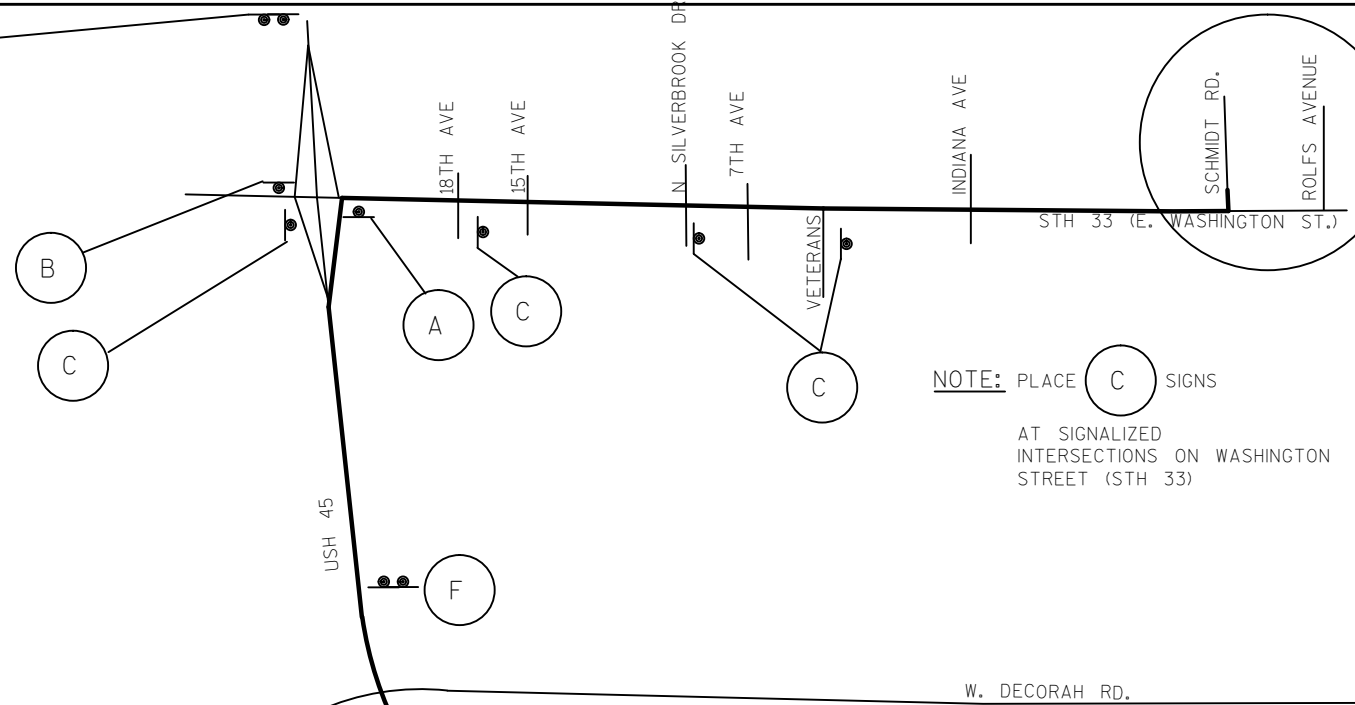 18TH AVE
15TH AVE
N SILVERBROOK DR
7TH AVE
INDIANA AVE
SCHMIDT RD.
ROLFS AVENUE
VETERANS
STH 33 (E. WASHINGTON ST.)
B
C
A
C
C
NOTE: PLACE C SIGNS
AT SIGNALIZED
INTERSECTIONS ON WASHINGTON
STREET (STH 33)
USH 45
F
W. DECORAH RD.